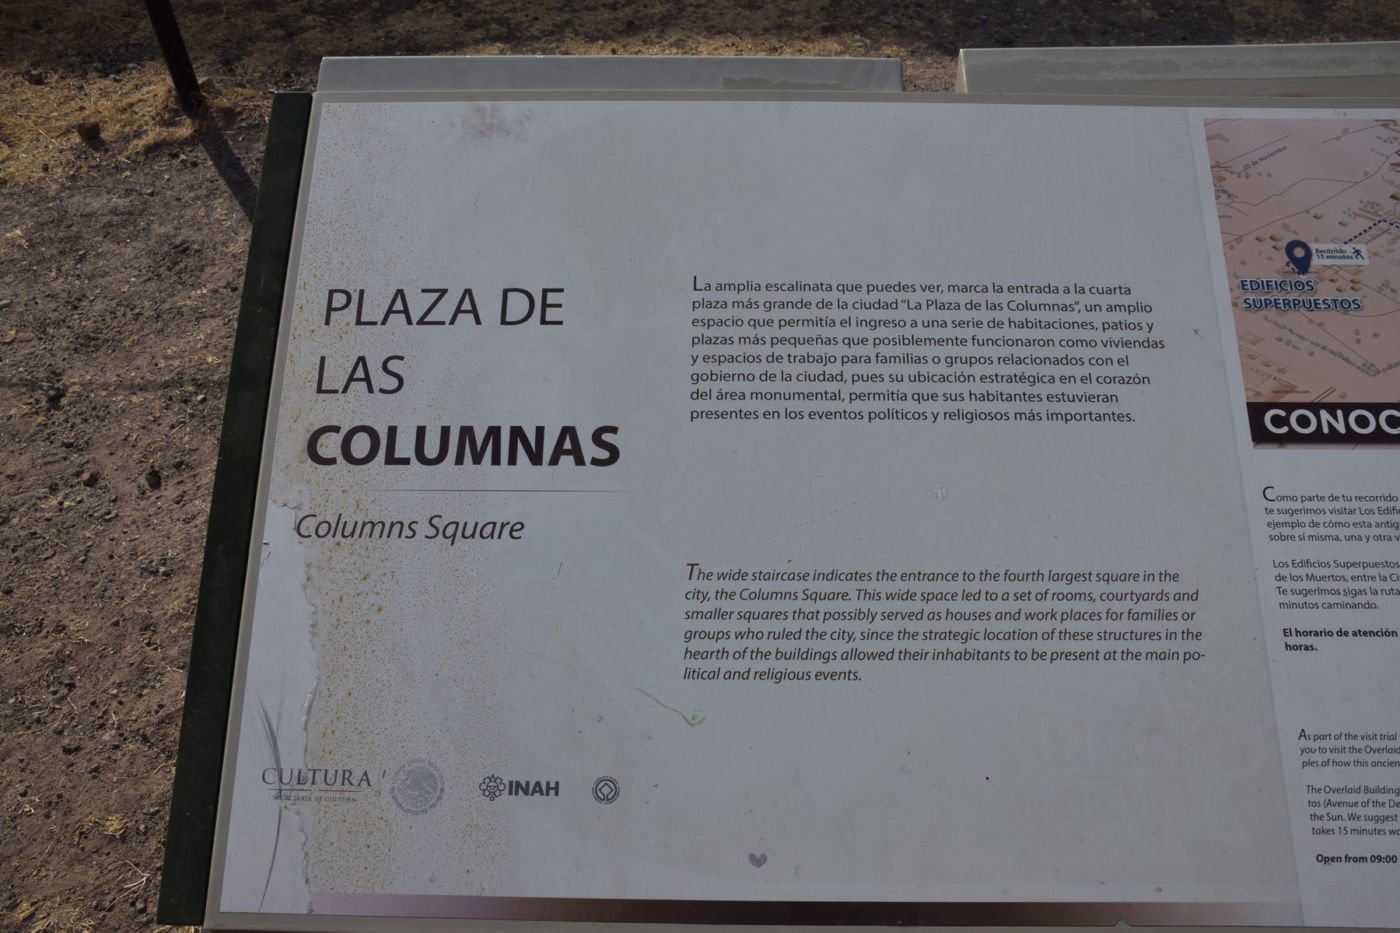 PLAZA DE
LAS
COLUMNAS
Columns Square
La amplia escalinata que puedes ver, marca la entrada a la cuarta
plaza más grande de la ciudad “La Plaza de las Columnas”, un amplio
espacio que permitía el ingreso a una serie de habitaciones, patios y
plazas más pequeñas que posiblemente funcionaron como viviendas
y espacios de trabajo para familias o grupos relacionados con el
gobierno de la ciudad, pues su ubicación estratégica en el corazón
del área monumental, permitía que sus habitantes estuvieran
presentes en los eventos políticos y religiosos más importantes.
The wide staircase indicates the entrance to the fourth largest square in the
city, the Columns Square. This wide space led to a set of rooms, courtyards and
smaller squares that possibly served as houses and work places for families or
groups who ruled the city, since the strategic location of these structures in the
hearth of the buildings allowed their inhabitants to be present at the main po-
litical and religious events.
CULTURA
SECRETARÍA DE CULTURA
INAH
20 de Noviembre
Recorrido
15 minutos
EDIFICIOS
SUPERPUESTOS
CONOC
Como parte de tu recorrido
te sugerimos visitar Los Edifi
ejemplo de cómo esta antig
sobre sí misma, una y otra v
Los Edificios Superpuestos
de los Muertos, entre la Ci
Te sugerimos sigas la ruta
minutos caminando.
El horario de atención
horas.
As part of the visit trial
you to visit the Overlaid
ples of how this ancien
The Overlaid Building
tos (Avenue of the De
the Sun. We suggest
takes 15 minutes wa
Open from 09:00